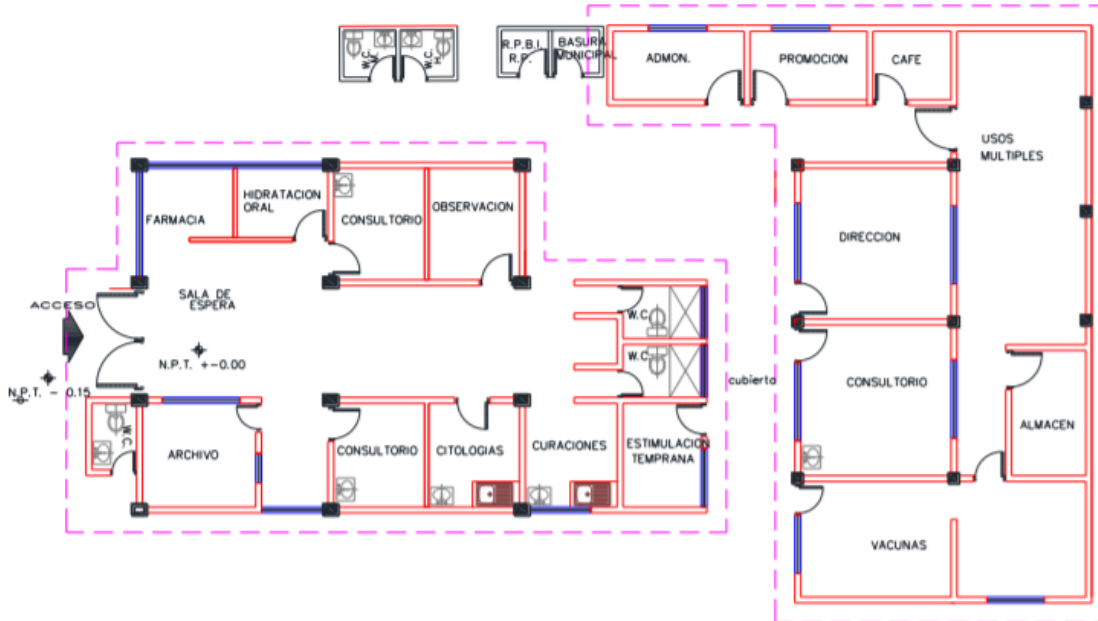 W.C.
M.
W.C.
H.
R.P.B.I.
R.P.
BASURA
MUNICIPAL
ADMON.
PROMOCION
CAFE
USOS
MULTIPLES
FARMACIA
HIDRATACION
ORAL
CONSULTORIO
OBSERVACION
DIRECCION
ACCESO
SALA DE
ESPERA
W.C.
N.P.T. +-0.00
W.C.
N.P.T. - 0.15
cubierta
CONSULTORIO
W.C.
ARCHIVO
CONSULTORIO
CITOLOGIAS
CURACIONES
ESTIMULACION
TEMPRANA
ALMACEN
VACUNAS